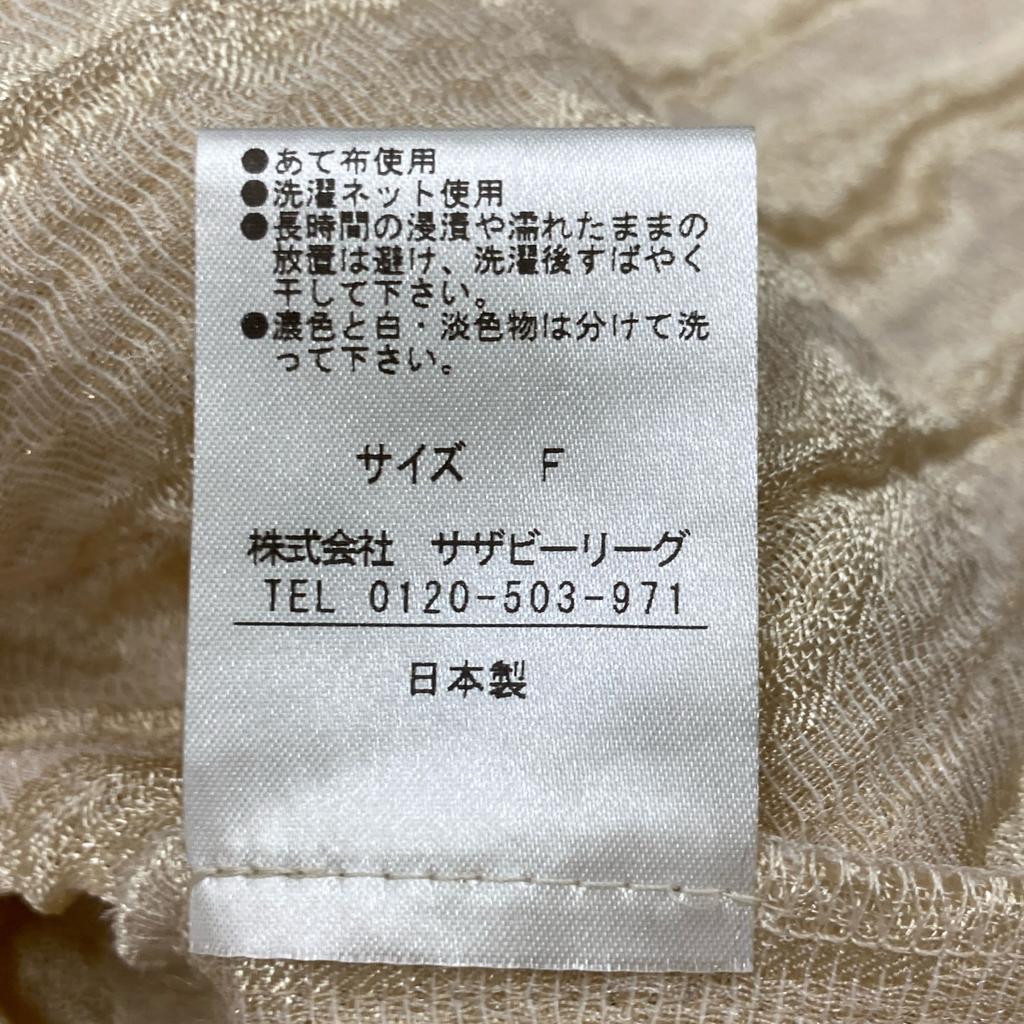 ●あて布使用
●洗濯ネット使用
●長時間の浸漬や濡れたままの
放置は避け、洗濯後すばやく
干して下さい。
●濃色と白・淡色物は分けて洗
って下さい。
サイズ F
株式会社 サザビーリーグ
TEL 0120-503-971
日本製